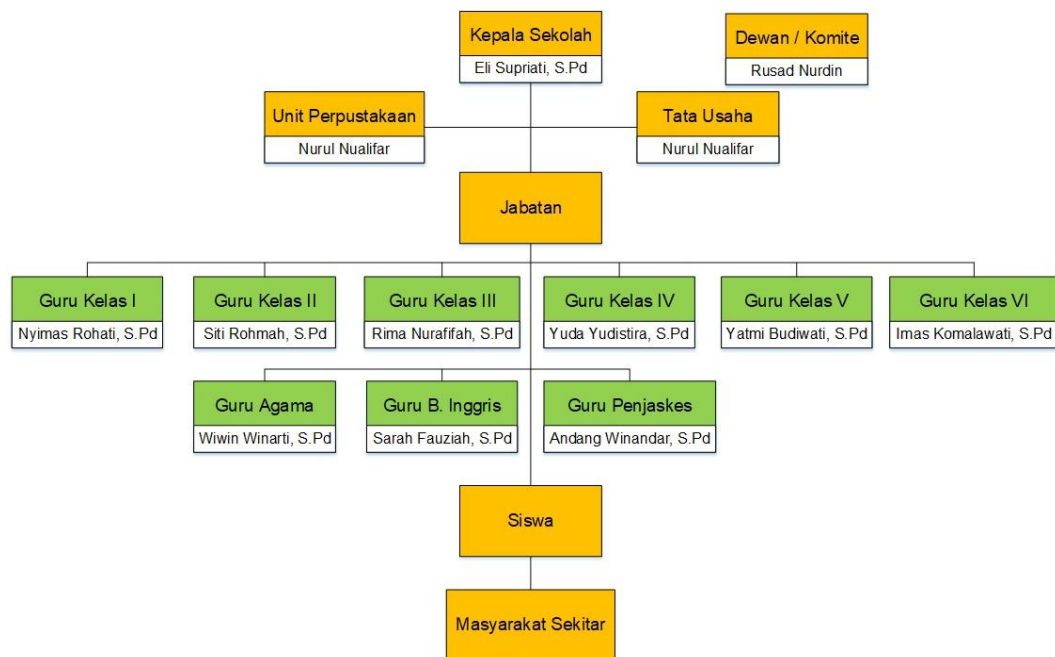 Kepala Sekolah
Eli Supriati, S.Pd
Dewan / Komite
Rusad Nurdin
Unit Perpustakaan
Nurul Nualifar
Tata Usaha
Nurul Nualifar
Jabatan
Guru Kelas I
Nyimas Rohati, S.Pd
Guru Kelas II
Siti Rohmah, S.Pd
Guru Kelas III
Rima Nurafifah, S.Pd
Guru Kelas IV
Yuda Yudistira, S.Pd
Guru Kelas V
Yatmi Budiwati, S.Pd
Guru Kelas VI
Imas Komalawati, S.Pd
Guru Agama
Wiwin Winarti, S.Pd
Guru B. Inggris
Sarah Fauziah, S.Pd
Guru Penjaskes
Andang Winandar, S.Pd
Siswa
Masyarakat Sekitar